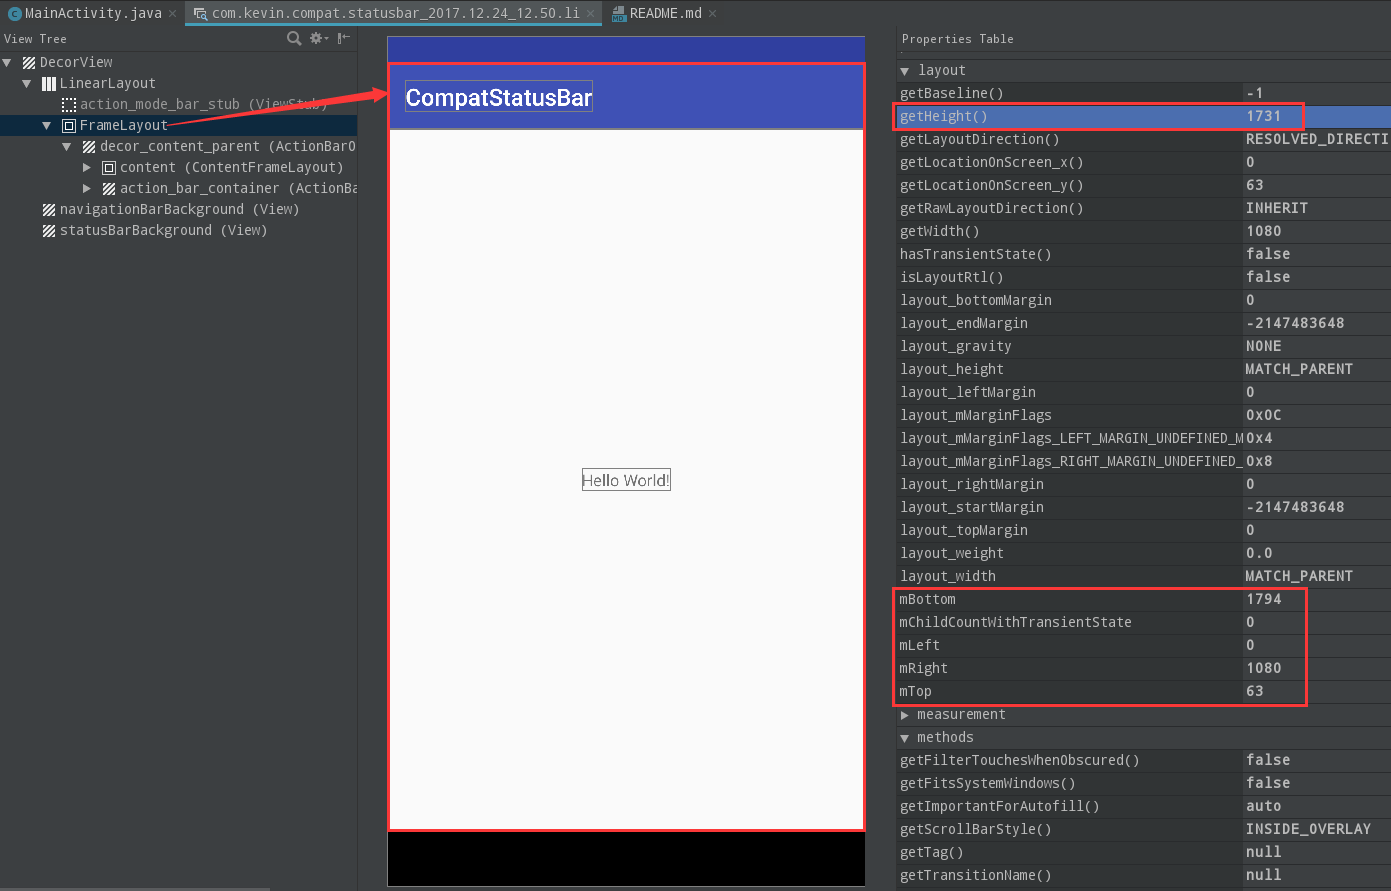 MainActivity.java
com.kevin.compat.statusbar_2017.12.24_12.50.li
README.md
View Tree
DecorView
LinearLayout
action_mode_bar_stub (ViewStub)
FrameLayout
decor_content_parent (ActionBarO
content (ContentFrameLayout)
action_bar_container (ActionBa
navigationBarBackground (View)
statusBarBackground (View)
CompatStatusBar
Hello World!
Properties Table
layout
getBaseline() -1
getHeight() 1731
getLayoutDirection() RESOLVED_DIRECTI
getLocationOnScreen_x() 0
getLocationOnScreen_y() 63
getRawLayoutDirection() INHERIT
getWidth() 1080
hasTransientState() false
isLayoutRtl() false
layout_bottomMargin 0
layout_endMargin -2147483648
layout_gravity NONE
layout_height MATCH_PARENT
layout_leftMargin 0
layout_mMarginFlags 0x0C
layout_mMarginFlags_LEFT_MARGIN_UNDEFINED_M 0x4
layout_mMarginFlags_RIGHT_MARGIN_UNDEFINED_ 0x8
layout_rightMargin 0
layout_startMargin -2147483648
layout_topMargin 0
layout_weight 0.0
layout_width MATCH_PARENT
mBottom 1794
mChildCountWithTransientState 0
mLeft 0
mRight 1080
mTop 63
measurement
methods
getFilterTouchesWhenObscured() false
getFitsSystemWindows() false
getImportantForAutofill() auto
getScrollBarStyle() INSIDE_OVERLAY
getTag() null
getTransitionName() null